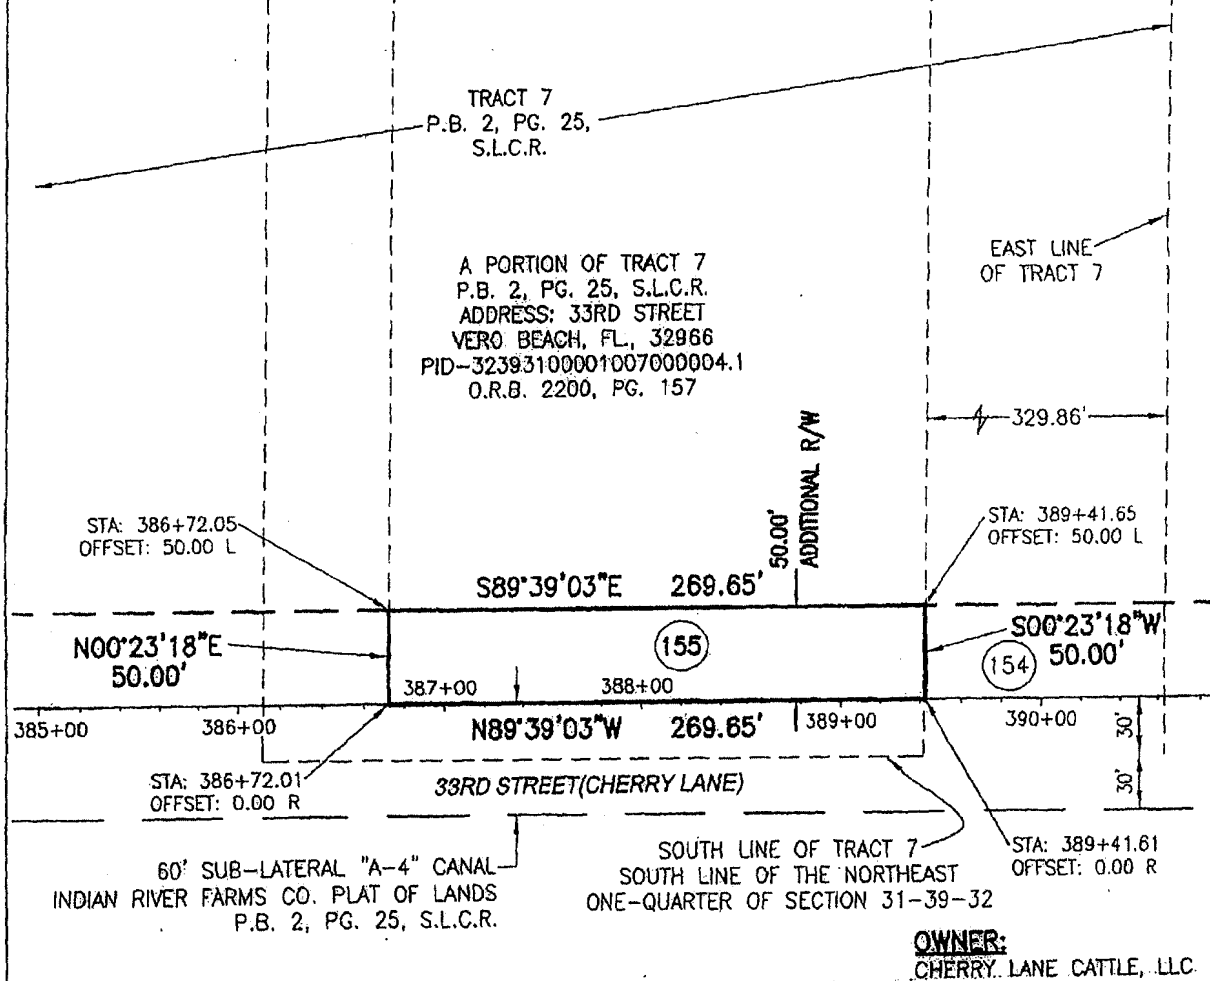 TRACT 7
P.B. 2, PG. 25,
S.L.C.R.
A PORTION OF TRACT 7
P.B. 2, PG. 25, S.L.C.R.
ADDRESS: 33RD STREET
VERO BEACH, FL., 32966
PID-32393100001007000004.1
O.R.B. 2200, PG. 157
EAST LINE
OF TRACT 7
329.86'
50.00'
ADDITIONAL R/W
STA: 386+72.05
OFFSET: 50.00 L
STA: 389+41.65
OFFSET: 50.00 L
S89°39'03"E 269.65'
N00°23'18"E
50.00'
155
S00°23'18"W
50.00'
154
387+00
388+00
385+00
386+00
N89°39'03"W 269.65'
389+00
390+00
30'
30'
STA: 386+72.01
OFFSET: 0.00 R
33RD STREET(CHERRY LANE)
60' SUB-LATERAL "A-4" CANAL
INDIAN RIVER FARMS CO. PLAT OF LANDS
P.B. 2, PG. 25, S.L.C.R.
SOUTH LINE OF TRACT 7
SOUTH LINE OF THE NORTHEAST
ONE-QUARTER OF SECTION 31-39-32
STA: 389+41.61
OFFSET: 0.00 R
OWNER:
CHERRY LANE CATTLE, LLC